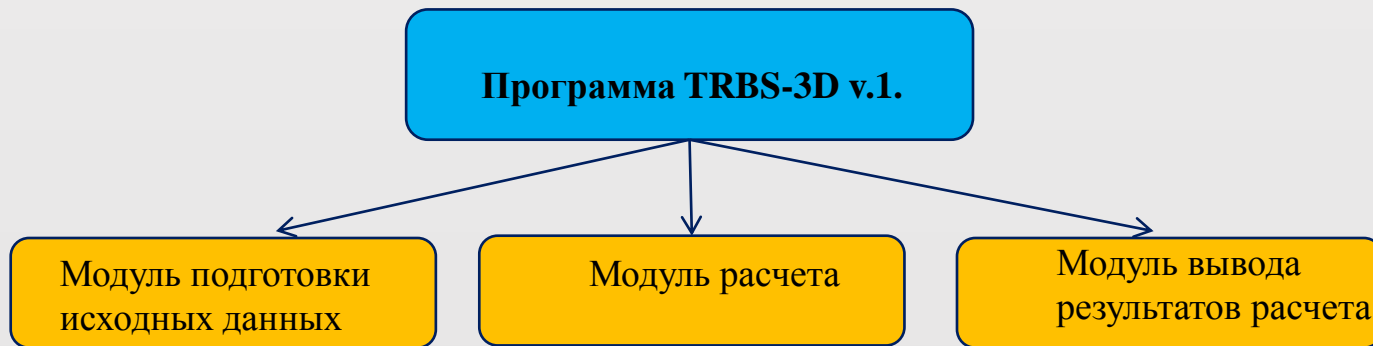 Программа TRBS-3D v.1.
Модуль подготовки
исходных данных
Модуль расчета
Модуль вывода
результатов расчета